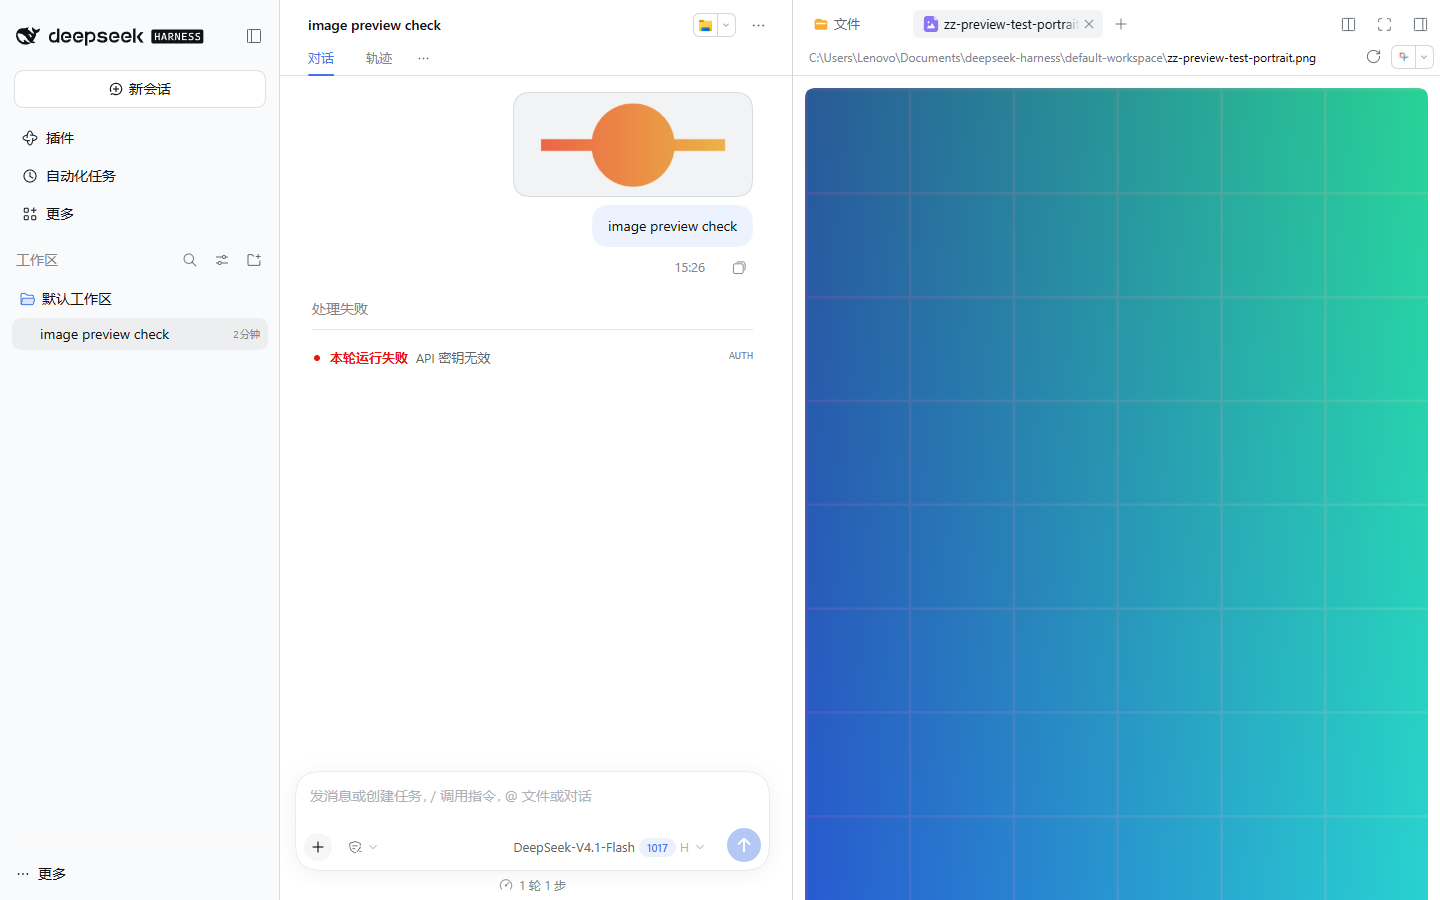 deepseek HARNESS
新会话
插件
自动化任务
更多
工作区
默认工作区
image preview check
2分钟
更多
image preview check
对话
轨迹
image preview check
15:26
处理失败
本轮运行失败 API 密钥无效
AUTH
发消息或创建任务, / 调用指令, @ 文件或对话
DeepSeek-V4.1-Flash 1017 H
1 轮 1 步
文件
zz-preview-test-portrait
C:\Users\Lenovo\Documents\deepseek-harness\default-workspace\zz-preview-test-portrait.png